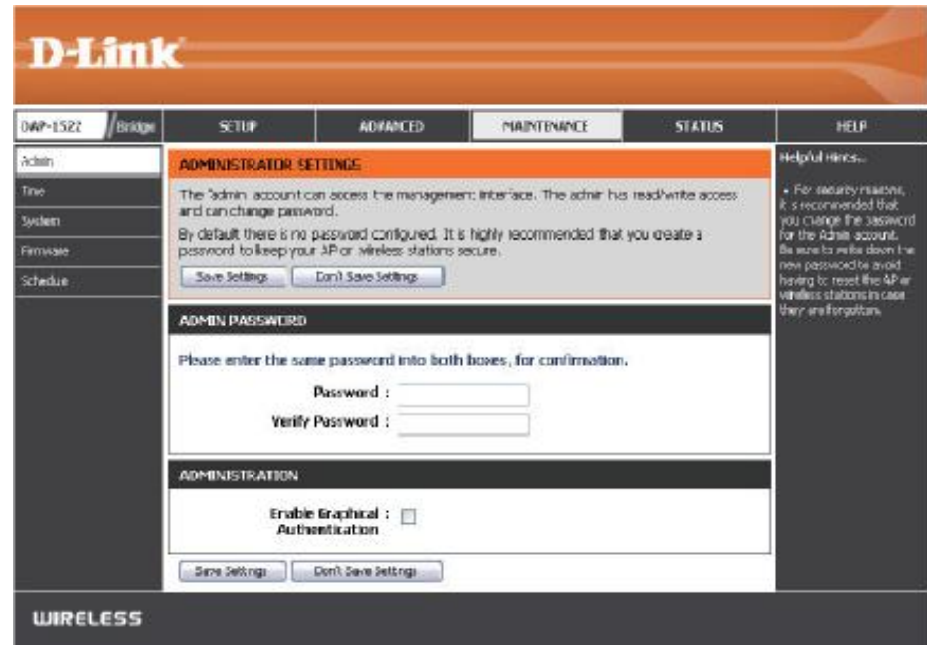 D-Link
DAP-1522
Bridge
SETUP
ADVANCED
MAINTENANCE
STATUS
HELP
Admin
Time
System
Firmware
Schedule
ADMINISTRATOR SETTINGS
The 'admin' account can access the management interface. The admin has read/write access
and can change password.
By default there is no password configured. It is highly recommended that you create a
password to keep your AP or wireless stations secure.
Save Settings
Don't Save Settings
ADMIN PASSWORD
Please enter the same password into both boxes, for confirmation.
Password :
Verify Password :
ADMINISTRATION
Enable Graphical :
Authentication
Save Settings
Don't Save Settings
Helpful Hints...
• For security reasons,
it is recommended that
you change the password
for the Admin account.
Be sure to write down the
new password to avoid
having to reset the AP or
wireless stations in case
they are forgotten.
WIRELESS